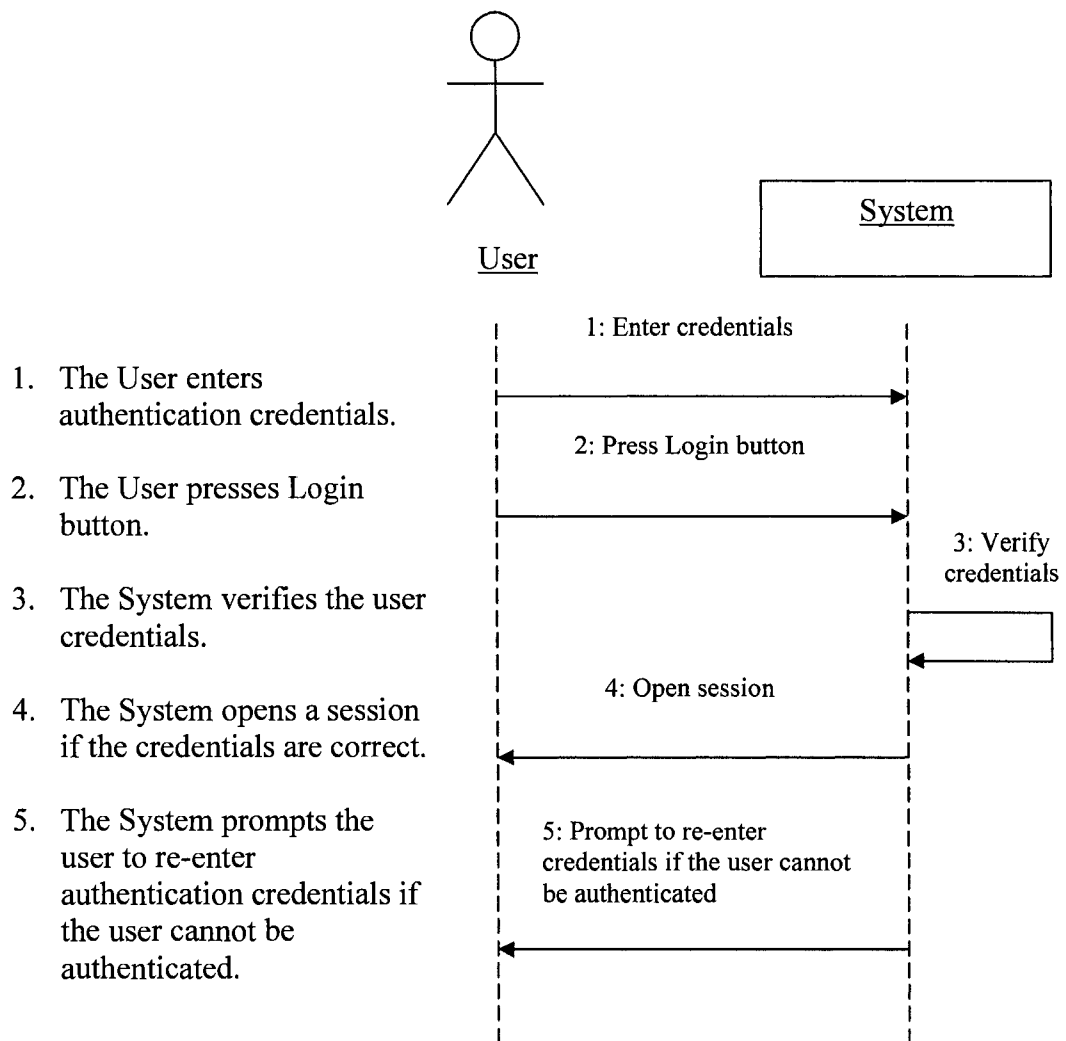 User
System
1. The User enters
authentication credentials.
2. The User presses Login
button.
3. The System verifies the user
credentials.
4. The System opens a session
if the credentials are correct.
5. The System prompts the
user to re-enter
authentication credentials if
the user cannot be
authenticated.
1: Enter credentials
2: Press Login button
3: Verify
credentials
4: Open session
5: Prompt to re-enter
credentials if the user cannot
be authenticated